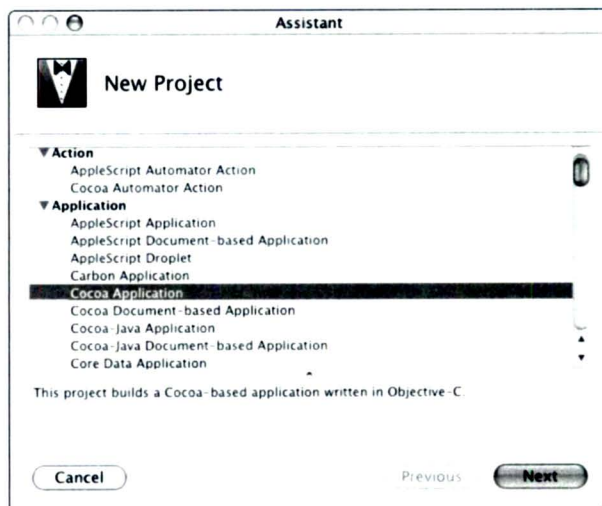 Assistant
New Project
Action
AppleScript Automator Action
Cocoa Automator Action
Application
AppleScript Application
AppleScript Document-based Application
AppleScript Droplet
Carbon Application
Cocoa Application
Cocoa Document-based Application
Cocoa-Java Application
Cocoa-Java Document-based Application
Core Data Application
This project builds a Cocoa-based application written in Objective-C.
Cancel
Previous
Next